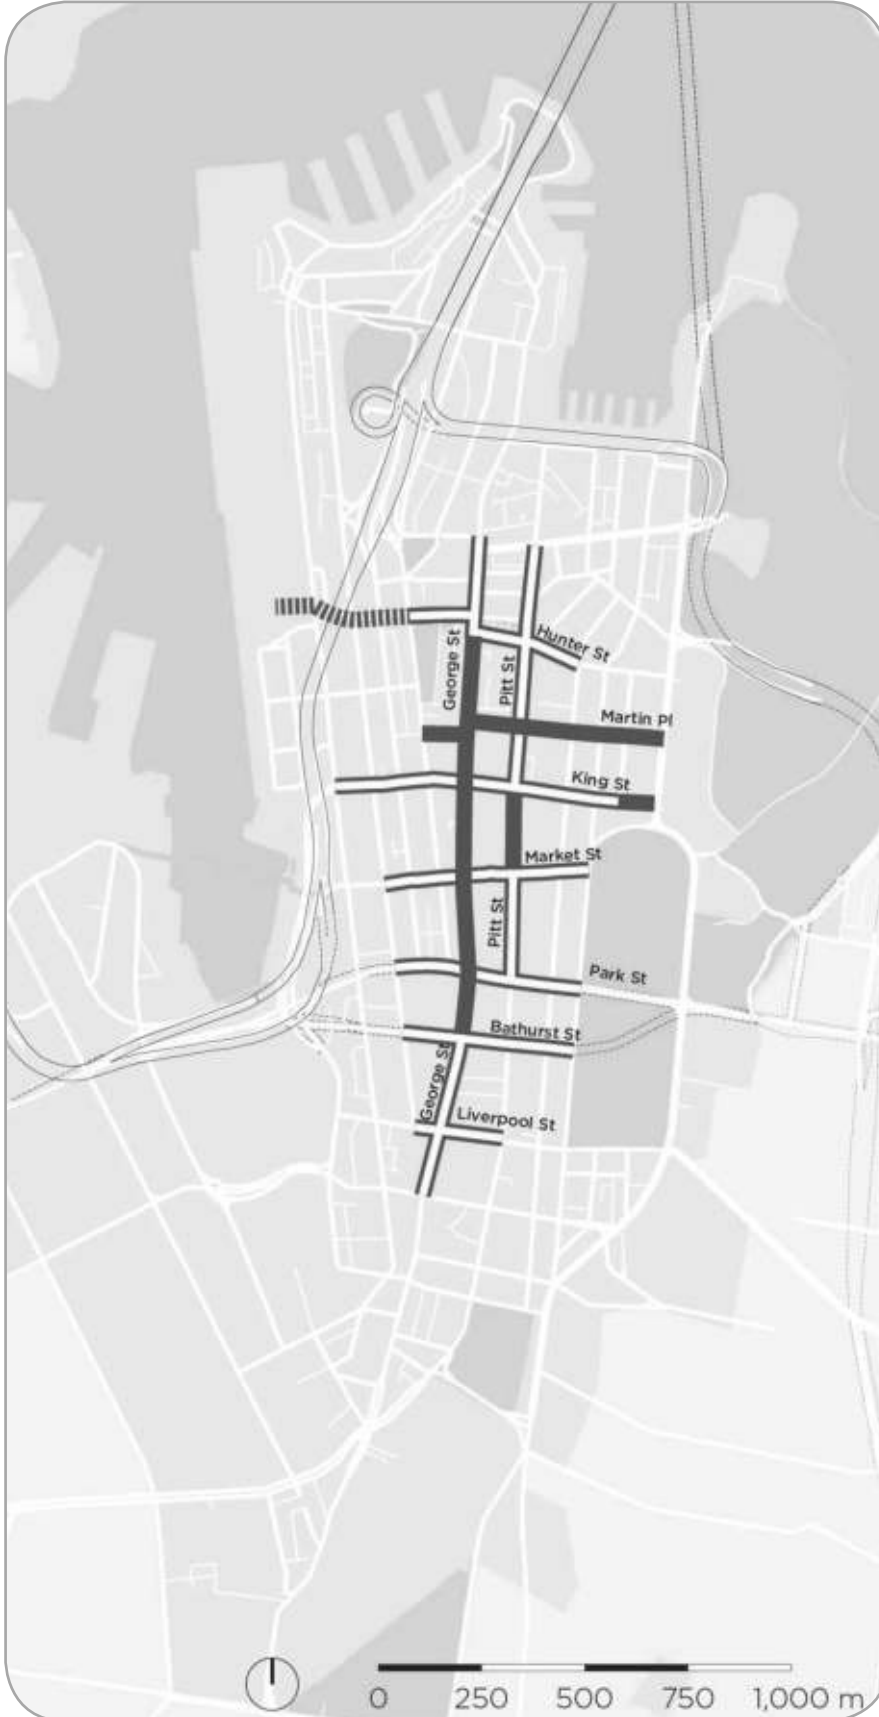 Hunter St
George St
Pitt St
Martin Pl
King St
Market St
Pitt St
Park St
Bathurst St
George St
Liverpool St
0 250 500 750 1,000 m